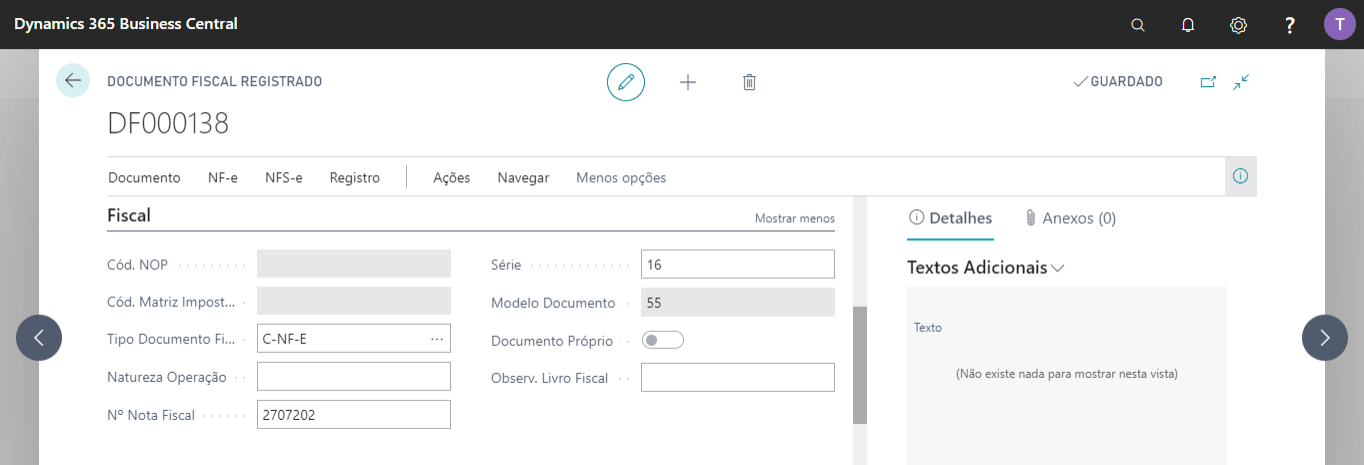 Dynamics 365 Business Central
?
T
DOCUMENTO FISCAL REGISTRADO
GUARDADO
DF000138
Documento NF-e NFS-e Registro Ações Navegar Menos opções
Fiscal
Mostrar menos
Cód. NOP
Cód. Matriz Impost...
Tipo Documento Fi... C-NF-E ...
Natureza Operação
Nº Nota Fiscal 2707202
Série 16
Modelo Documento 55
Documento Próprio
Observ. Livro Fiscal
Detalhes Anexos (0)
Textos Adicionais
Texto
(Não existe nada para mostrar nesta vista)